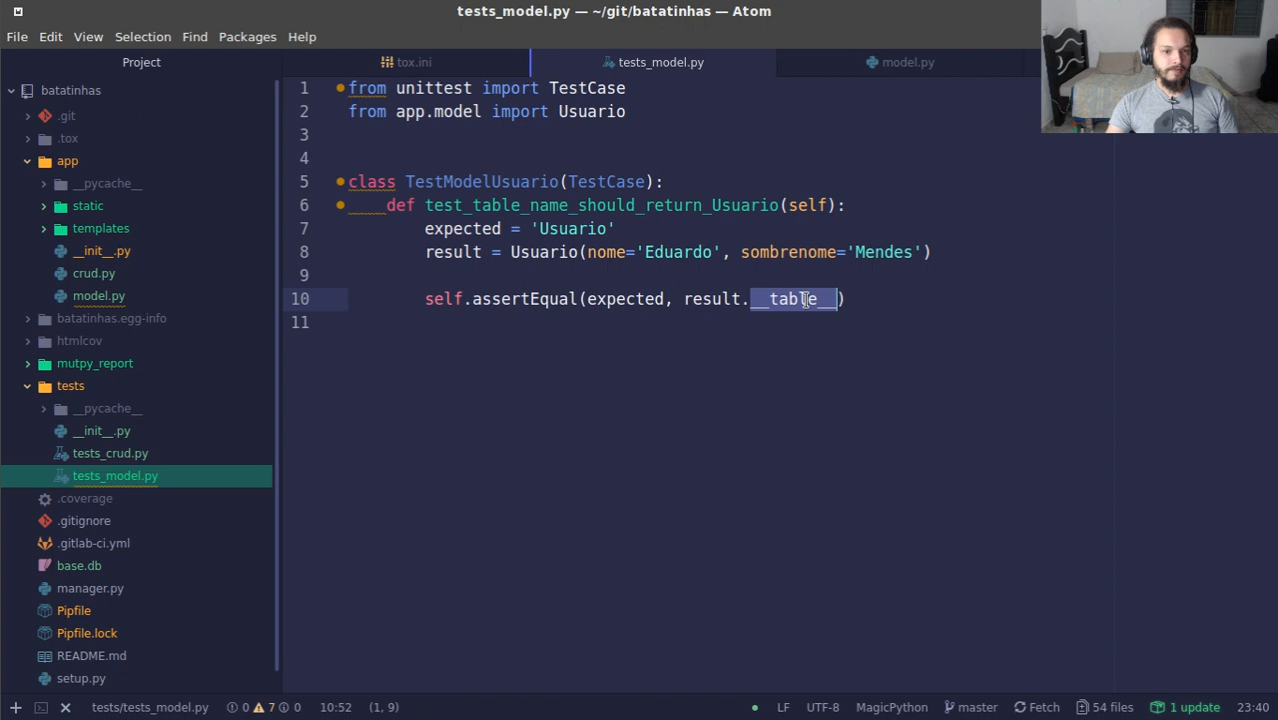 tests_model.py — ~/git/batatinhas — Atom
File Edit View Selection Find Packages Help
Project
tox.ini
tests_model.py
model.py
batatinhas
.git
.tox
app
__pycache__
static
templates
__init__.py
crud.py
model.py
batatinhas.egg-info
htmlcov
mutpy_report
tests
__pycache__
__init__.py
tests_crud.py
tests_model.py
.coverage
.gitignore
.gitlab-ci.yml
base.db
manager.py
Pipfile
Pipfile.lock
README.md
setup.py
1 from unittest import TestCase
2 from app.model import Usuario
3
4
5 class TestModelUsuario(TestCase):
6 def test_table_name_should_return_Usuario(self):
7 expected = 'Usuario'
8 result = Usuario(nome='Eduardo', sombrenome='Mendes')
9
10 self.assertEqual(expected, result.__table__)
11
tests/tests_model.py 0 7 0 10:52 (1, 9) LF UTF-8 MagicPython master Fetch 54 files 1 update 23:40